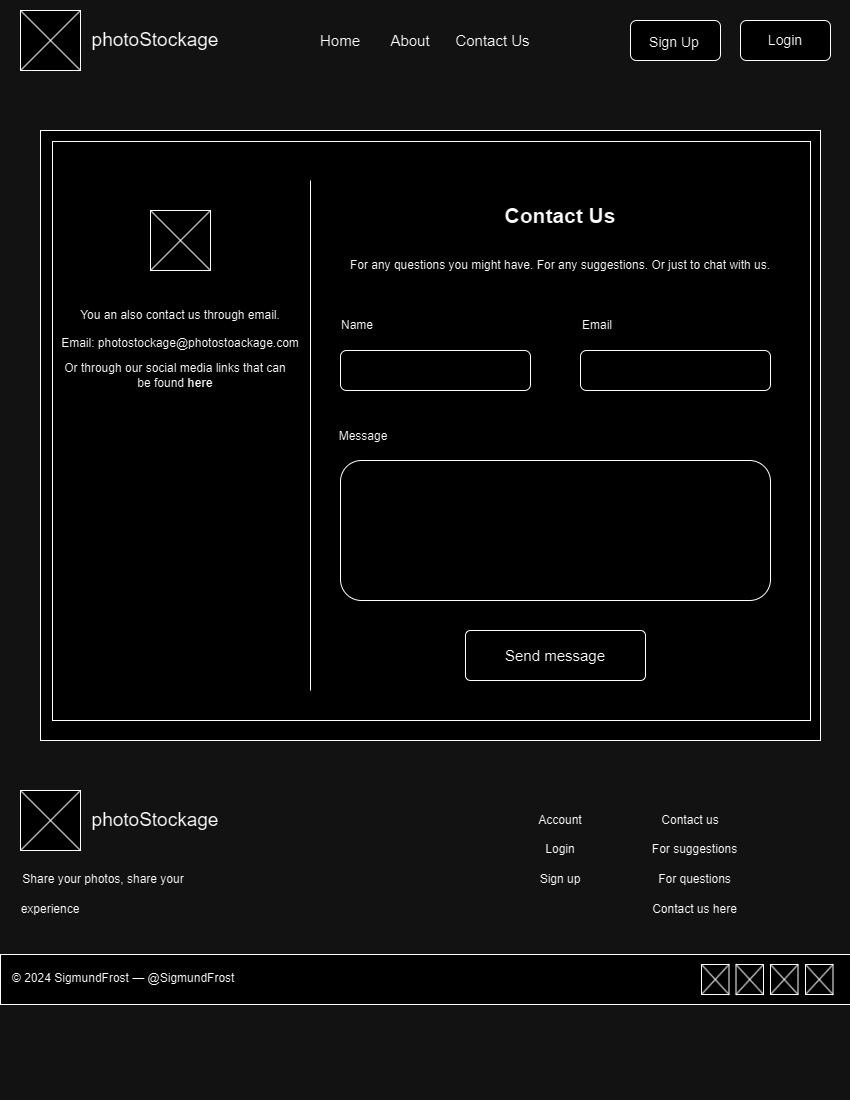 photoStockage
Home About Contact Us
Sign Up
Login
You an also contact us through email.
Email: photostockage@photostoackage.com
Or through our social media links that can
be found here
Contact Us
For any questions you might have. For any suggestions. Or just to chat with us.
Name
Email
Message
Send message
photoStockage
Share your photos, share your
experience
Account
Login
Sign up
Contact us
For suggestions
For questions
Contact us here
© 2024 SigmundFrost — @SigmundFrost